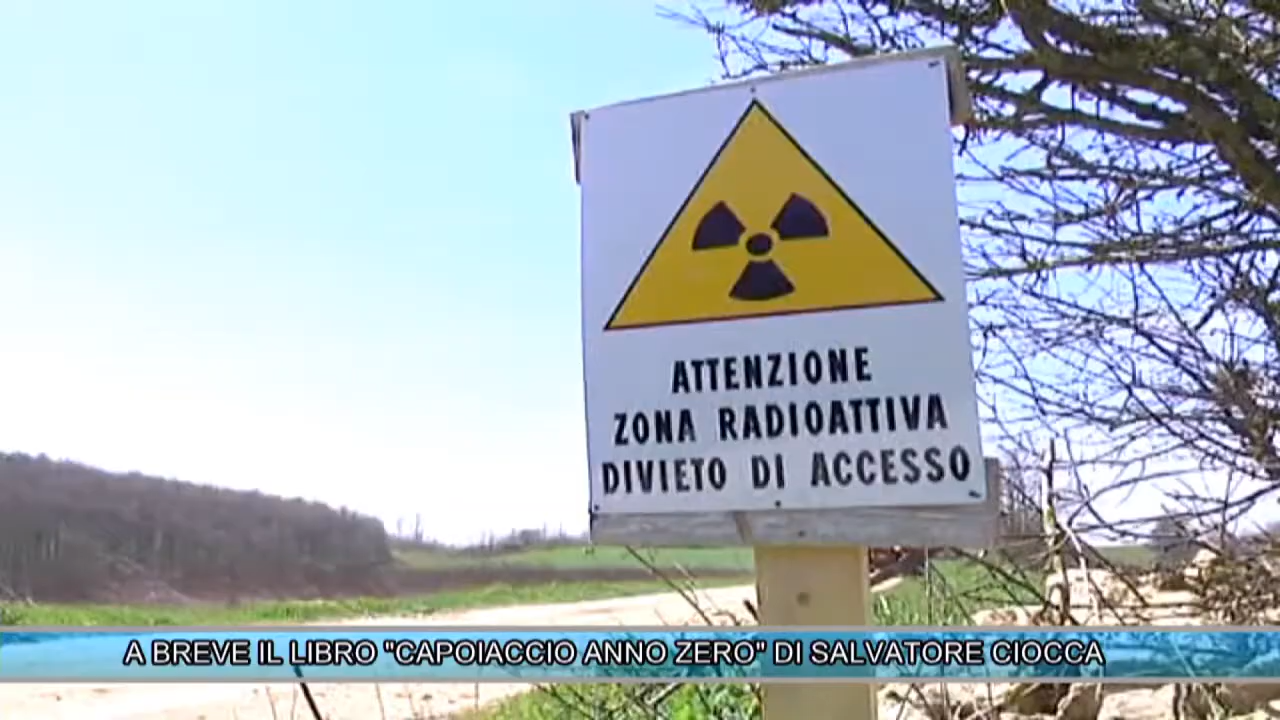 ATTENZIONE
ZONA RADIOATTIVA
DIVIETO DI ACCESSO
A BREVE IL LIBRO "CAPOIACCIO ANNO ZERO" DI SALVATORE CIOCCA